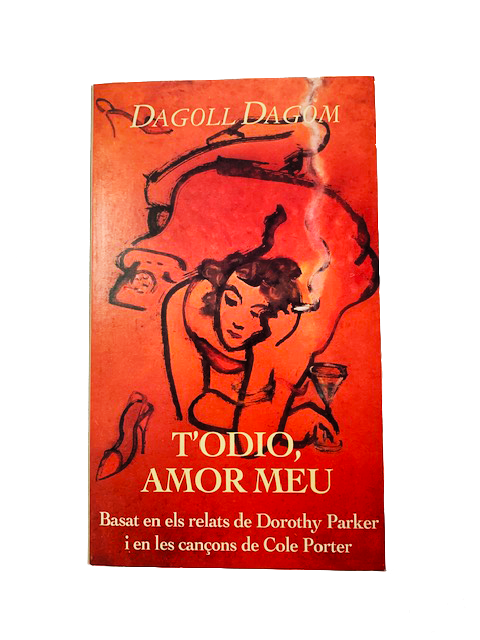 DAGOLL DAGOM
T'ODIO,
AMOR MEU
Basat en els relats de Dorothy Parker
i en les cançons de Cole Porter